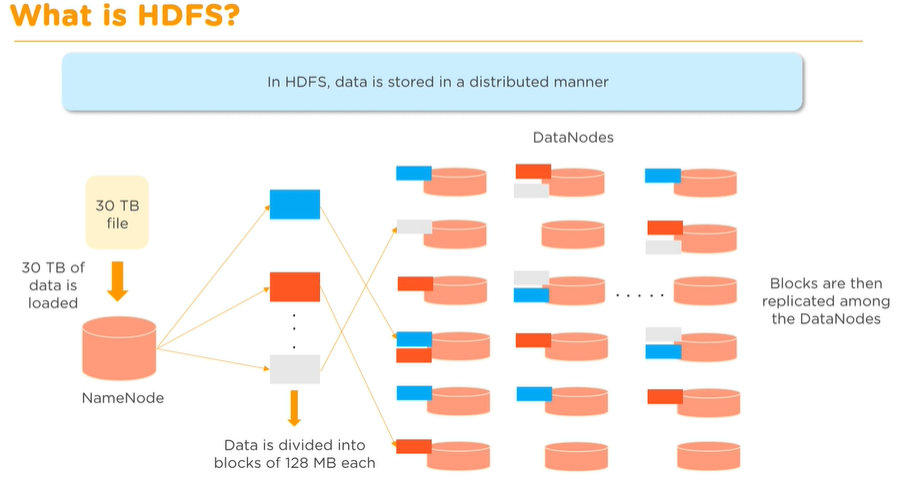 What is HDFS?
In HDFS, data is stored in a distributed manner
DataNodes
30 TB
file
30 TB of
data is
loaded
NameNode
Data is divided into
blocks of 128 MB each
Blocks are then
replicated among
the DataNodes